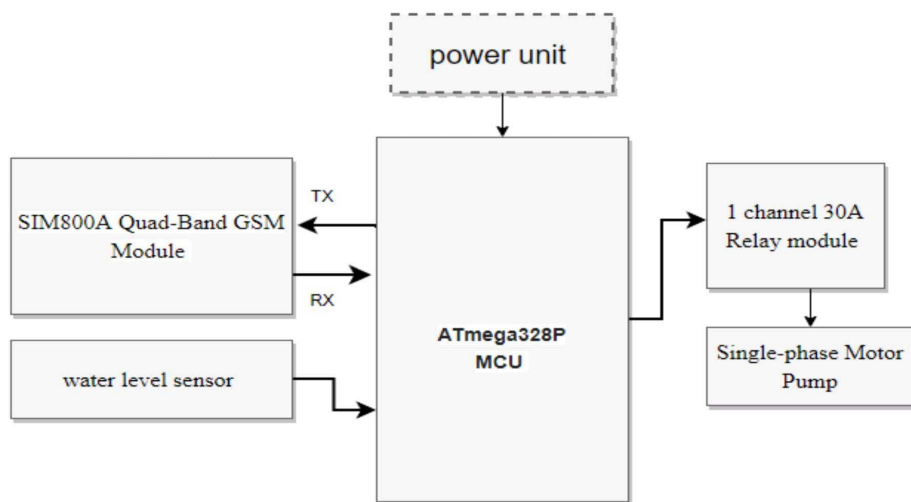 power unit
SIM800A Quad-Band GSM
Module
TX
RX
water level sensor
ATmega328P
MCU
1 channel 30A
Relay module
Single-phase Motor
Pump